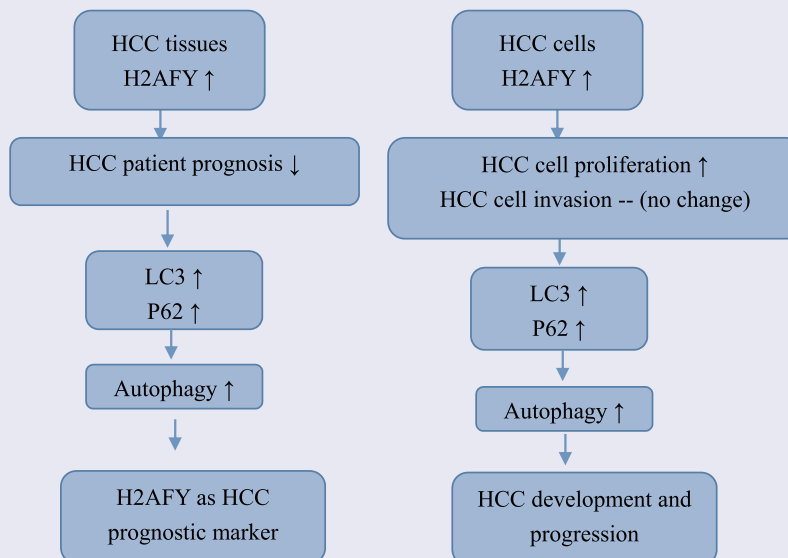 HCC tissues
H2AFY ↑
HCC patient prognosis ↓
LC3 ↑
P62 ↑
Autophagy ↑
H2AFY as HCC
prognostic marker
HCC cells
H2AFY ↑
HCC cell proliferation ↑
HCC cell invasion -- (no change)
LC3 ↑
P62 ↑
Autophagy ↑
HCC development and
progression